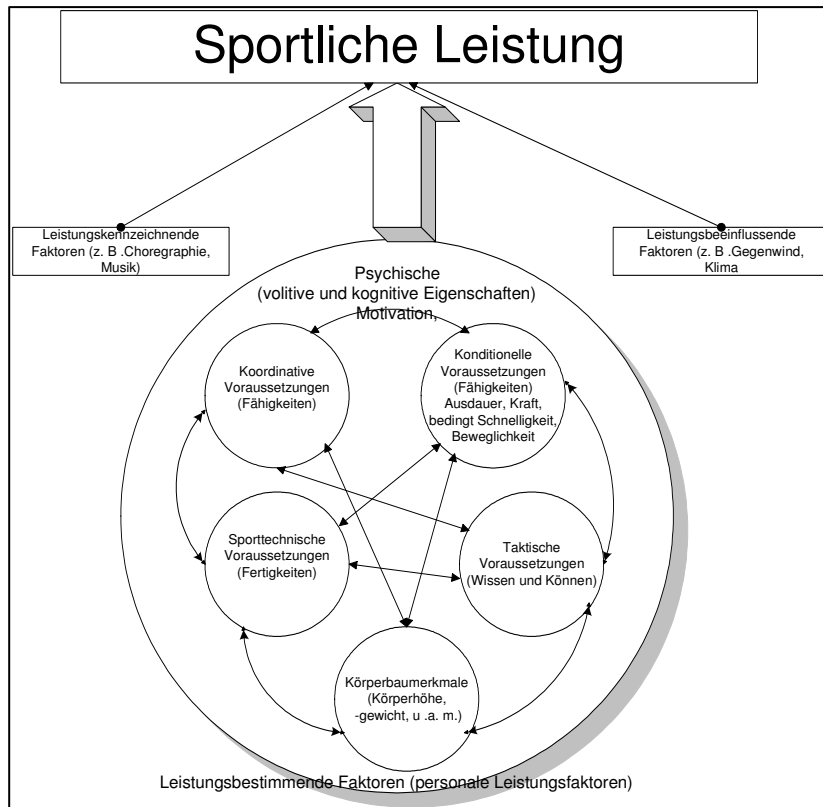 Sportliche Leistung
Leistungskennzeichnende
Faktoren (z. B .Choregraphie,
Musik)
Leistungsbeeinflussende
Faktoren (z. B .Gegenwind,
Klima
Psychische
(volitive und kognitive Eigenschaften)
Motivation,
Koordinative
Voraussetzungen
(Fähigkeiten)
Konditionelle
Voraussetzungen
(Fähigkeiten)
Ausdauer, Kraft,
bedingt Schnelligkeit,
Beweglichkeit
Sporttechnische
Voraussetzungen
(Fertigkeiten)
Taktische
Voraussetzungen
(Wissen und Können)
Körperbaumerkmale
(Körperhöhe,
-gewicht, u .a. m.)
Leistungsbestimmende Faktoren (personale Leistungsfaktoren)